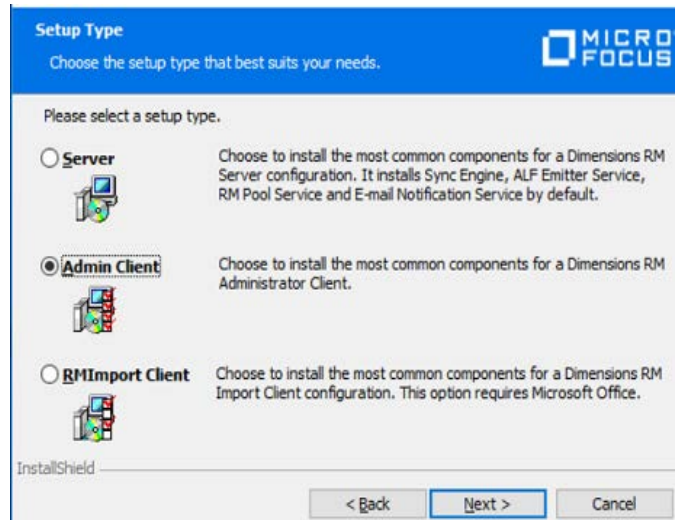 Setup Type
Choose the setup type that best suits your needs.
MICRO
FOCUS
Please select a setup type.
Server
Choose to install the most common components for a Dimensions RM
Server configuration. It installs Sync Engine, ALF Emitter Service,
RM Pool Service and E-mail Notification Service by default.
Admin Client
Choose to install the most common components for a Dimensions RM
Administrator Client.
RMImport Client
Choose to install the most common components for a Dimensions RM
Import Client configuration. This option requires Microsoft Office.
InstallShield
< Back
Next >
Cancel